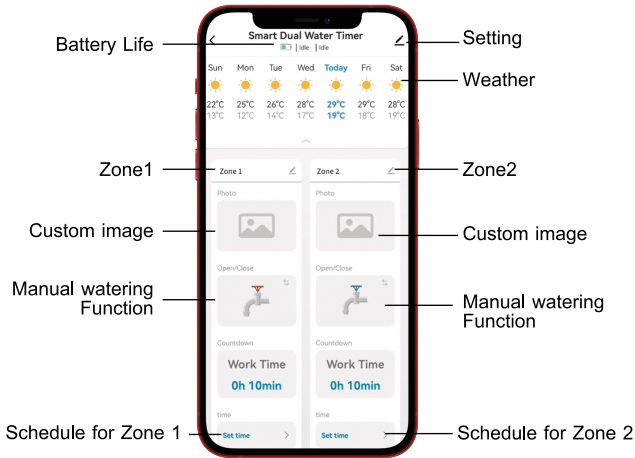 Smart Dual Water Timer
Battery Life
Idle Idle
Setting
Sun Mon Tue Wed Today Fri Sat
Weather
22°C 25°C 26°C 28°C 29°C 29°C 28°C
13°C 12°C 14°C 17°C 19°C 18°C 19°C
Zone1
Zone 1
Zone 2
Zone2
Photo
Photo
Custom image
Custom image
Open/Close
Open/Close
Manual watering
Function
Manual watering
Function
Countdown
Countdown
Work Time
Work Time
0h 10min
0h 10min
time
time
Schedule for Zone 1
Set time
Set time
Schedule for Zone 2